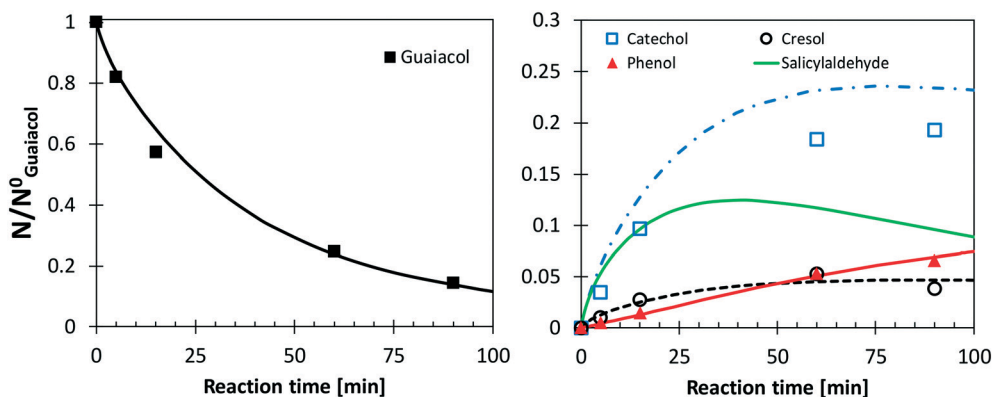 N/N⁰Guaiacol
1
0.8
0.6
0.4
0.2
0
Guaiacol
0 25 50 75 100
Reaction time [min]
0.3
0.25
0.2
0.15
0.1
0.05
0
Catechol Cresol
Phenol Salicylaldehyde
0 25 50 75 100
Reaction time [min]